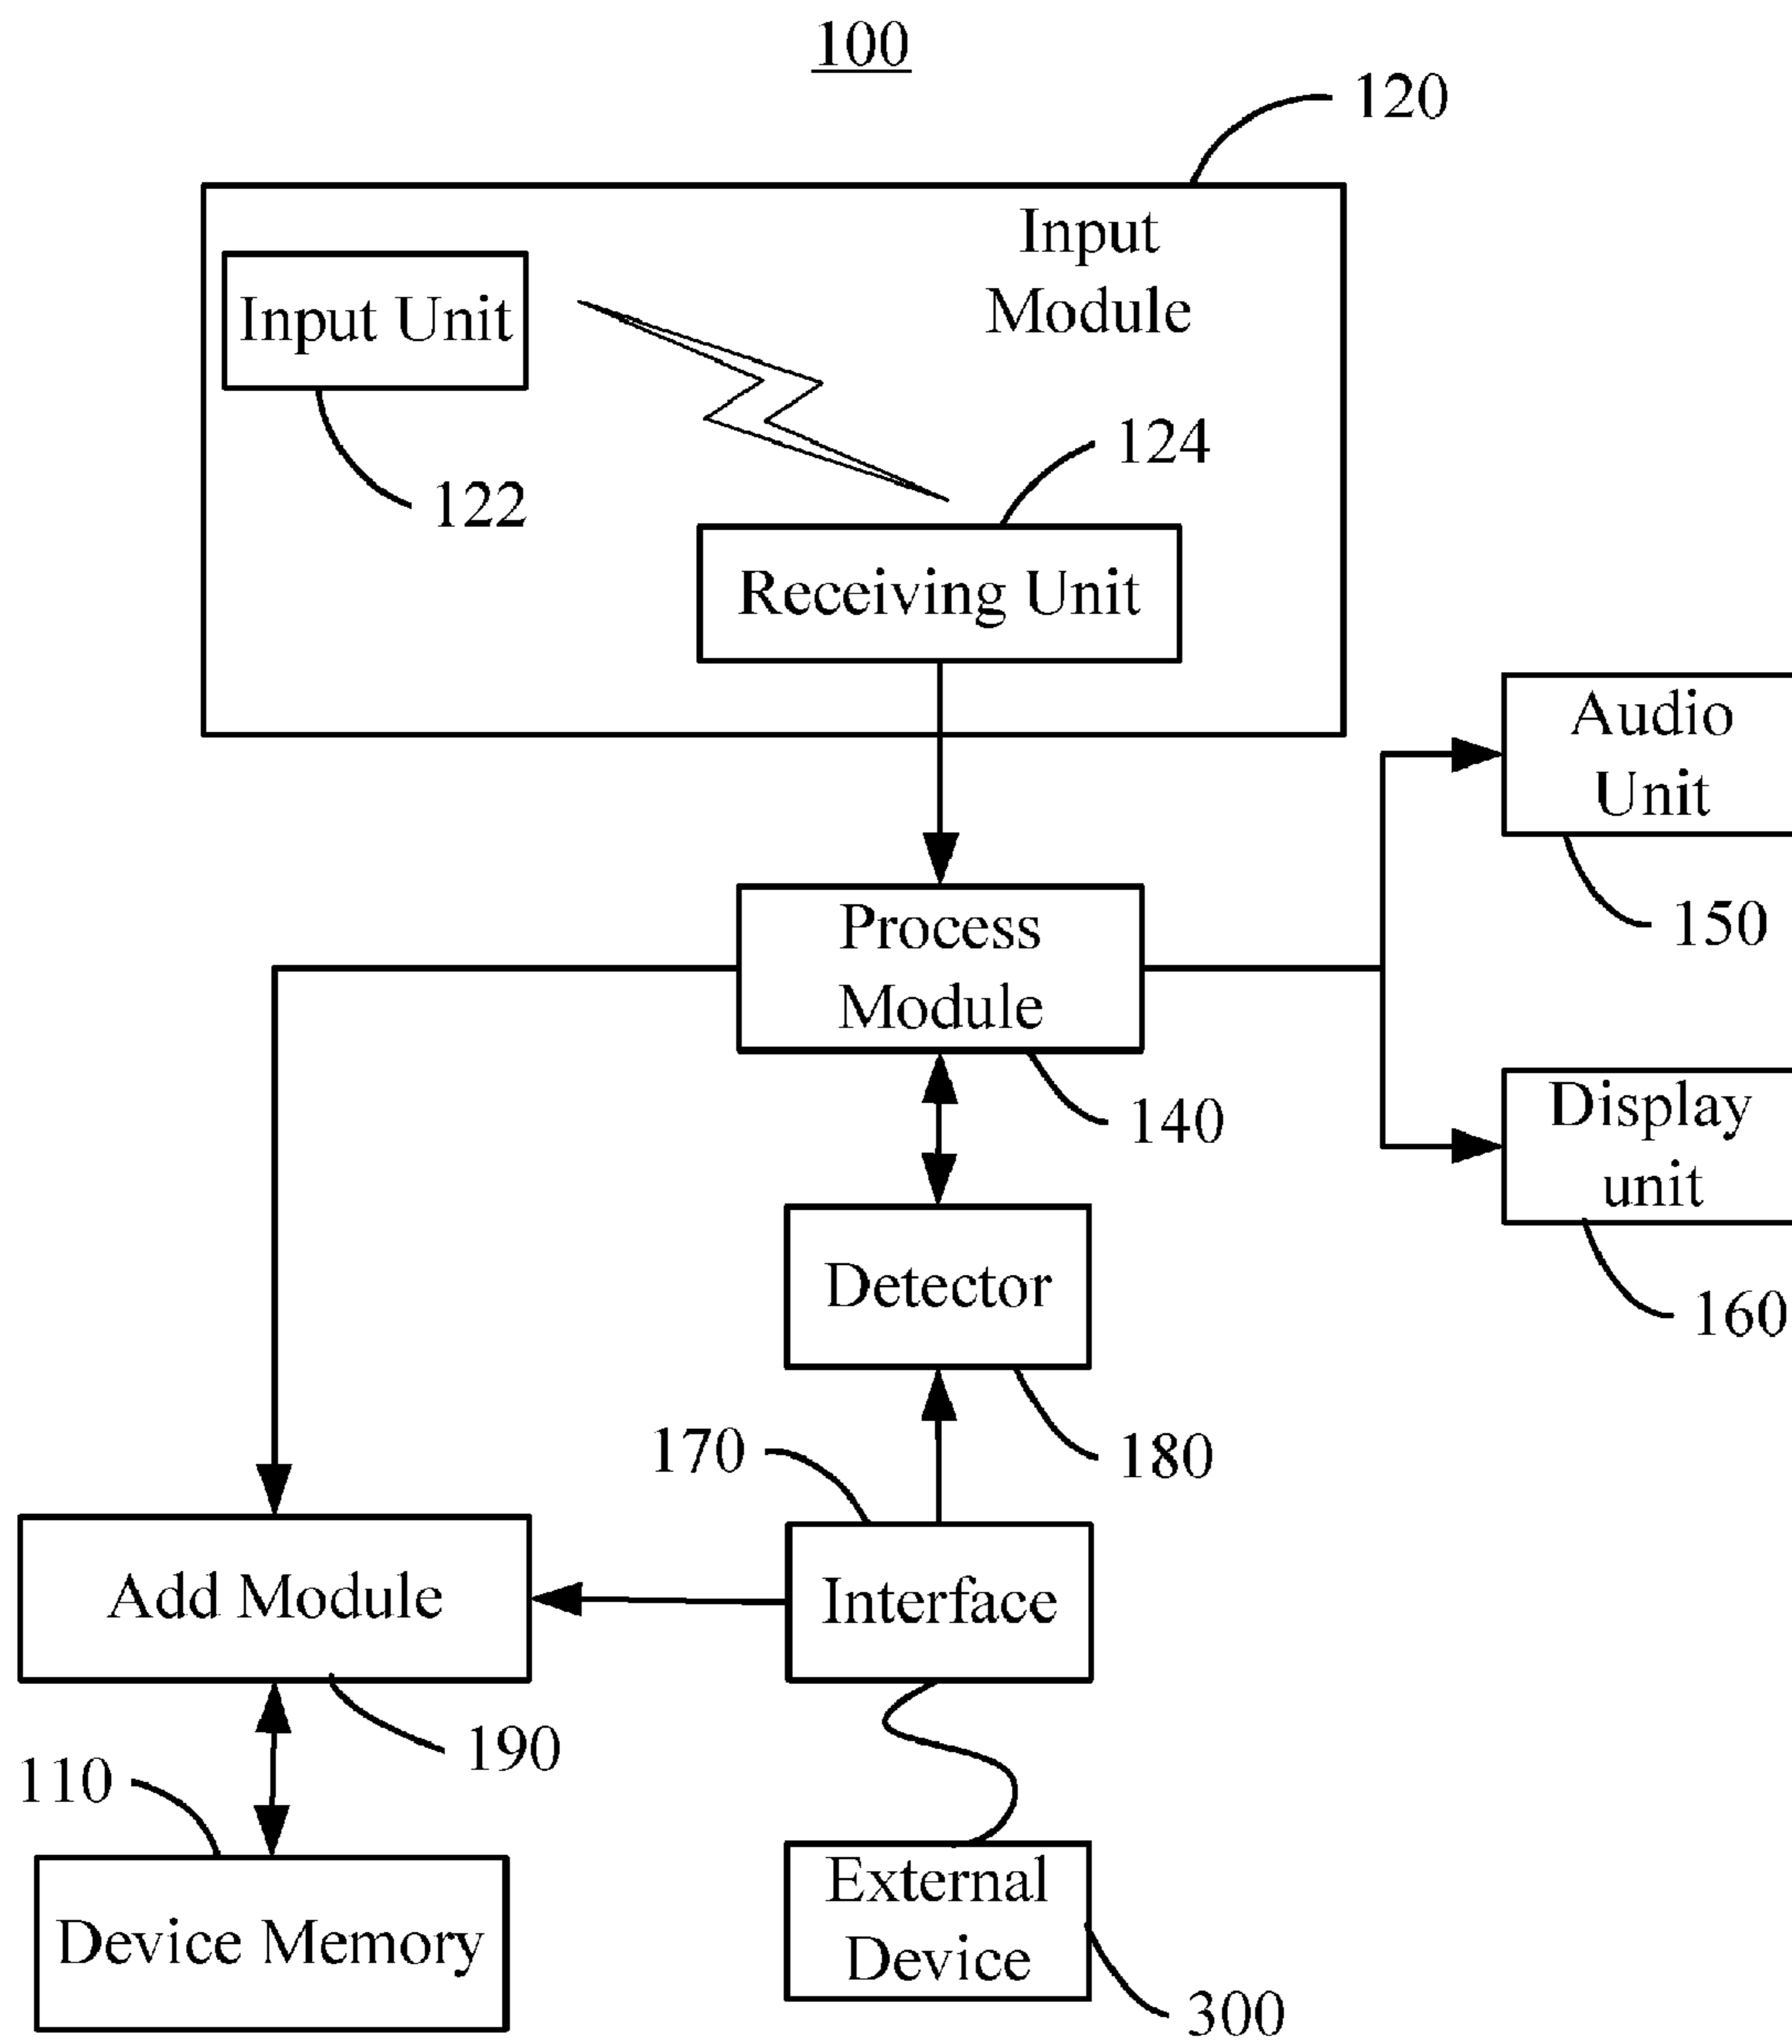 100
120
Input
Module
Input Unit
124
122
Receiving Unit
Audio
Unit
150
Process
Module
140
Display
unit
160
Detector
170
180
Add Module
Interface
190
110
External
Device
Device Memory
300